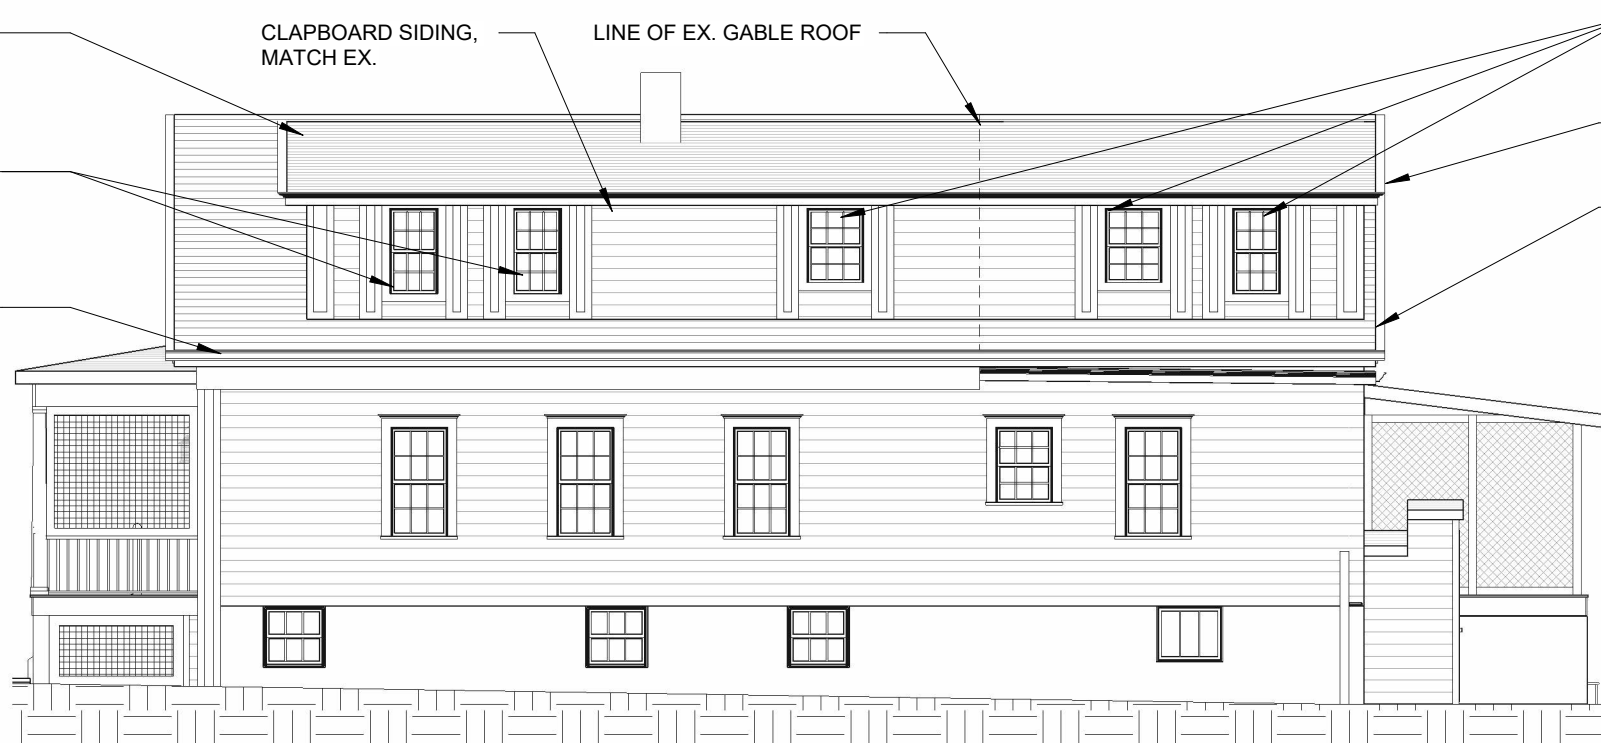 CLAPBOARD SIDING,
MATCH EX.
LINE OF EX. GABLE ROOF